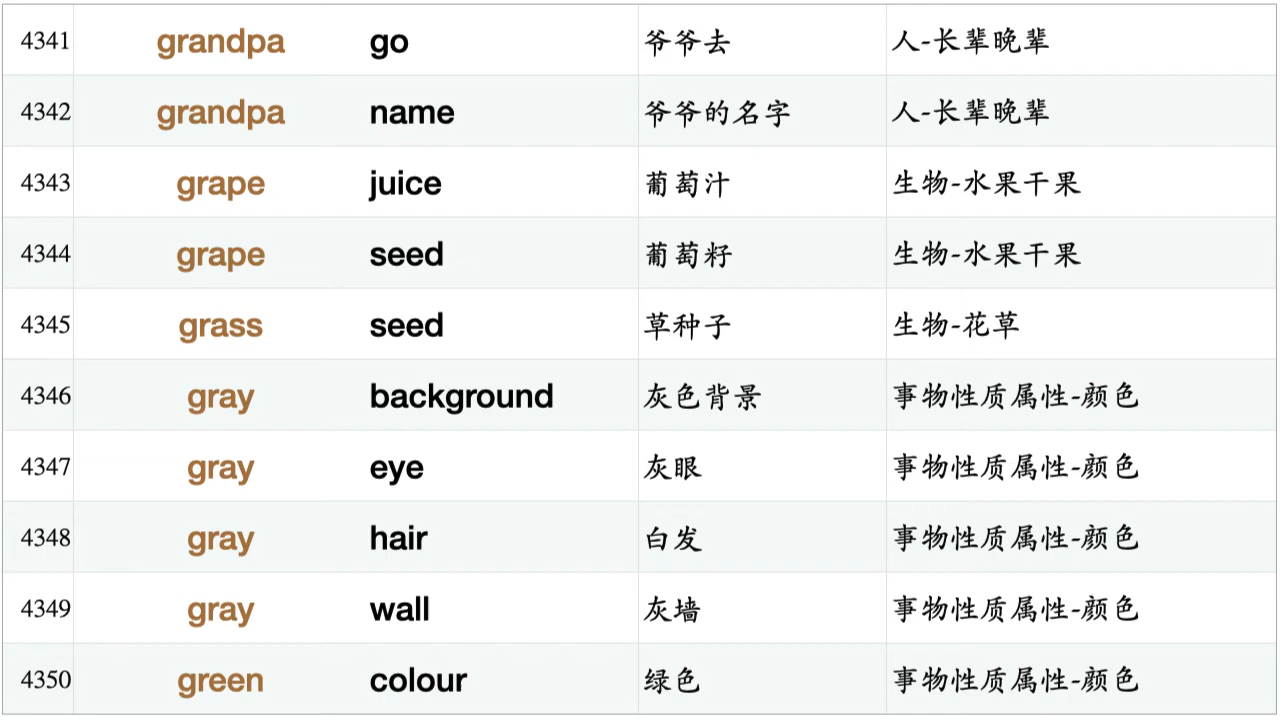 4341 grandpa go 爷爷去 人-长辈晚辈
4342 grandpa name 爷爷的名字 人-长辈晚辈
4343 grape juice 葡萄汁 生物-水果干果
4344 grape seed 葡萄籽 生物-水果干果
4345 grass seed 草种子 生物-花草
4346 gray background 灰色背景 事物性质属性-颜色
4347 gray eye 灰眼 事物性质属性-颜色
4348 gray hair 白发 事物性质属性-颜色
4349 gray wall 灰墙 事物性质属性-颜色
4350 green colour 绿色 事物性质属性-颜色